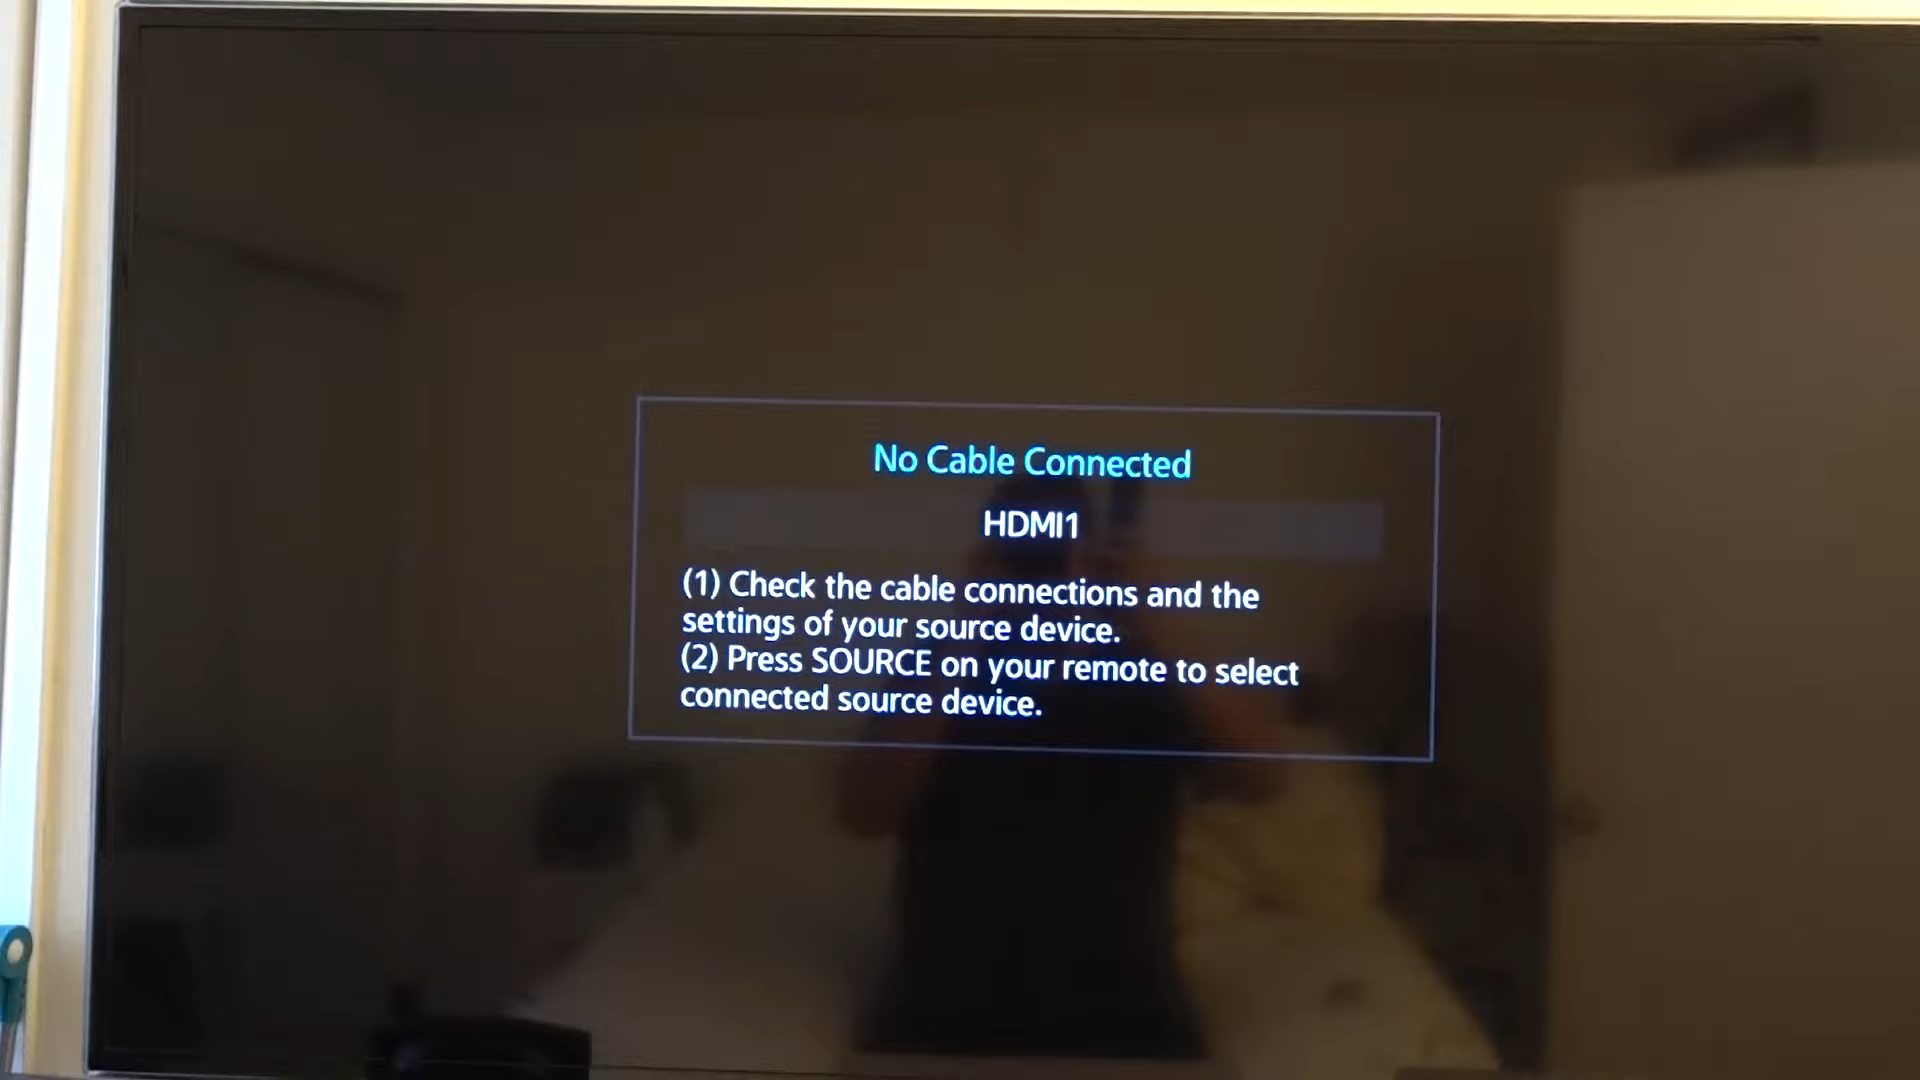 No Cable Connected
HDMI1
(1) Check the cable connections and the
settings of your source device.
(2) Press SOURCE on your remote to select
connected source device.